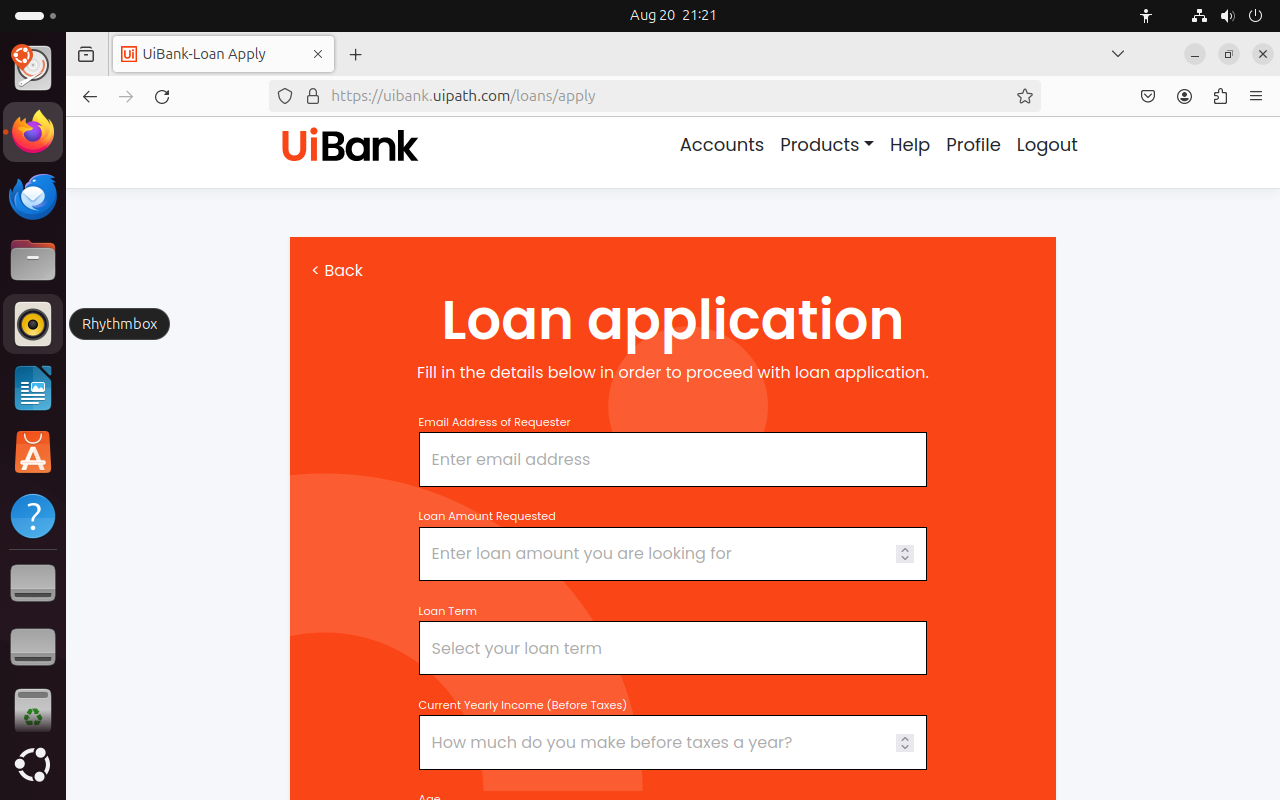 Aug 20 21:21
UiBank-Loan Apply
https://uibank.uipath.com/loans/apply
UiBank
Accounts Products Help Profile Logout
Rhythmbox
< Back
Loan application
Fill in the details below in order to proceed with loan application.
Email Address of Requester
Enter email address
Loan Amount Requested
Enter loan amount you are looking for
Loan Term
Select your loan term
Current Yearly Income (Before Taxes)
How much do you make before taxes a year?
Age